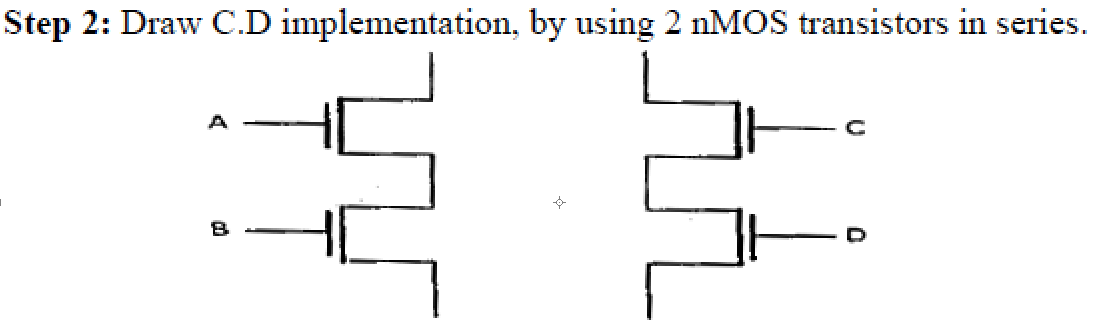 Step 2: Draw C.D implementation, by using 2 nMOS transistors in series.
A
C
B
D